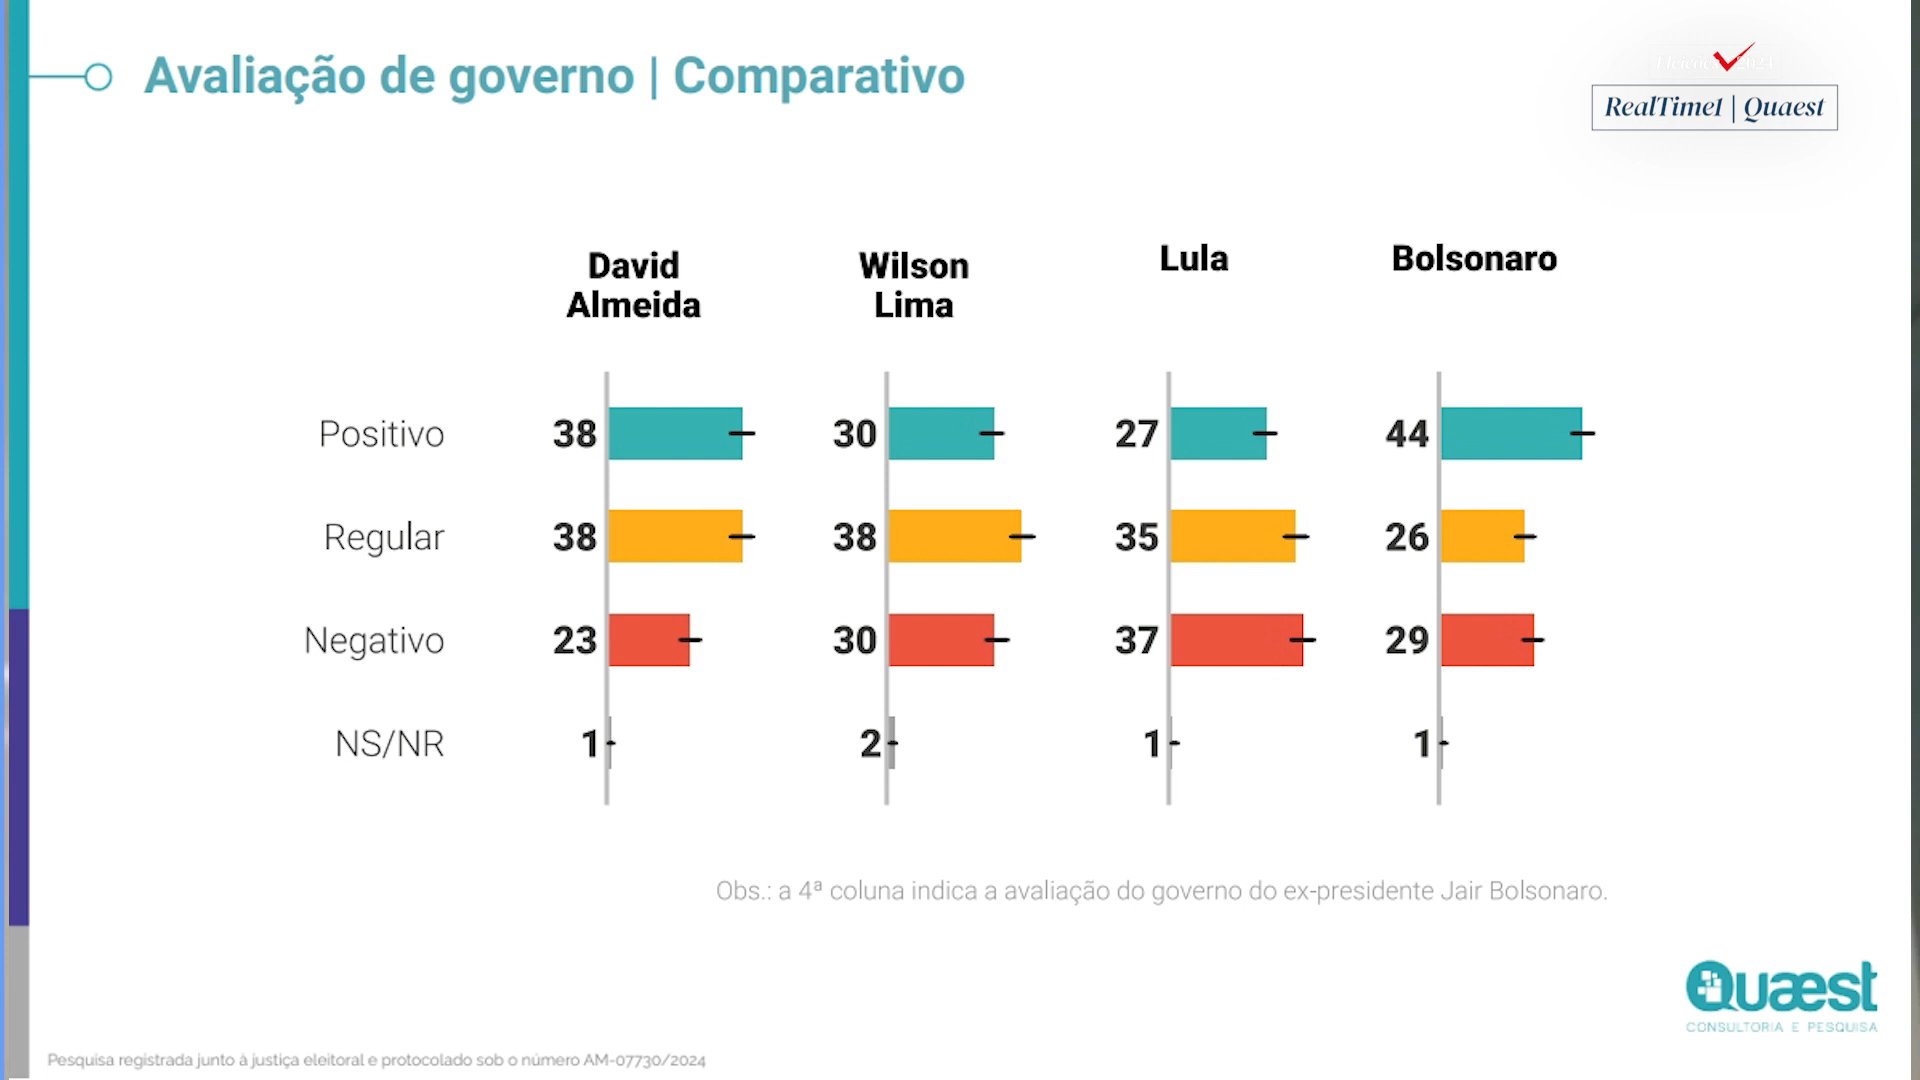 Avaliação de governo | Comparativo
RealTime1 | Quaest
David Almeida
Wilson Lima
Lula
Bolsonaro
Positivo 38 30 27 44
Regular 38 38 35 26
Negativo 23 30 37 29
NS/NR 1 2 1 1
Obs.: a 4ª coluna indica a avaliação do governo do ex-presidente Jair Bolsonaro.
Quæst
CONSULTORIA E PESQUISA
Pesquisa registrada junto à justiça eleitoral e protocolado sob o número AM-07730/2024